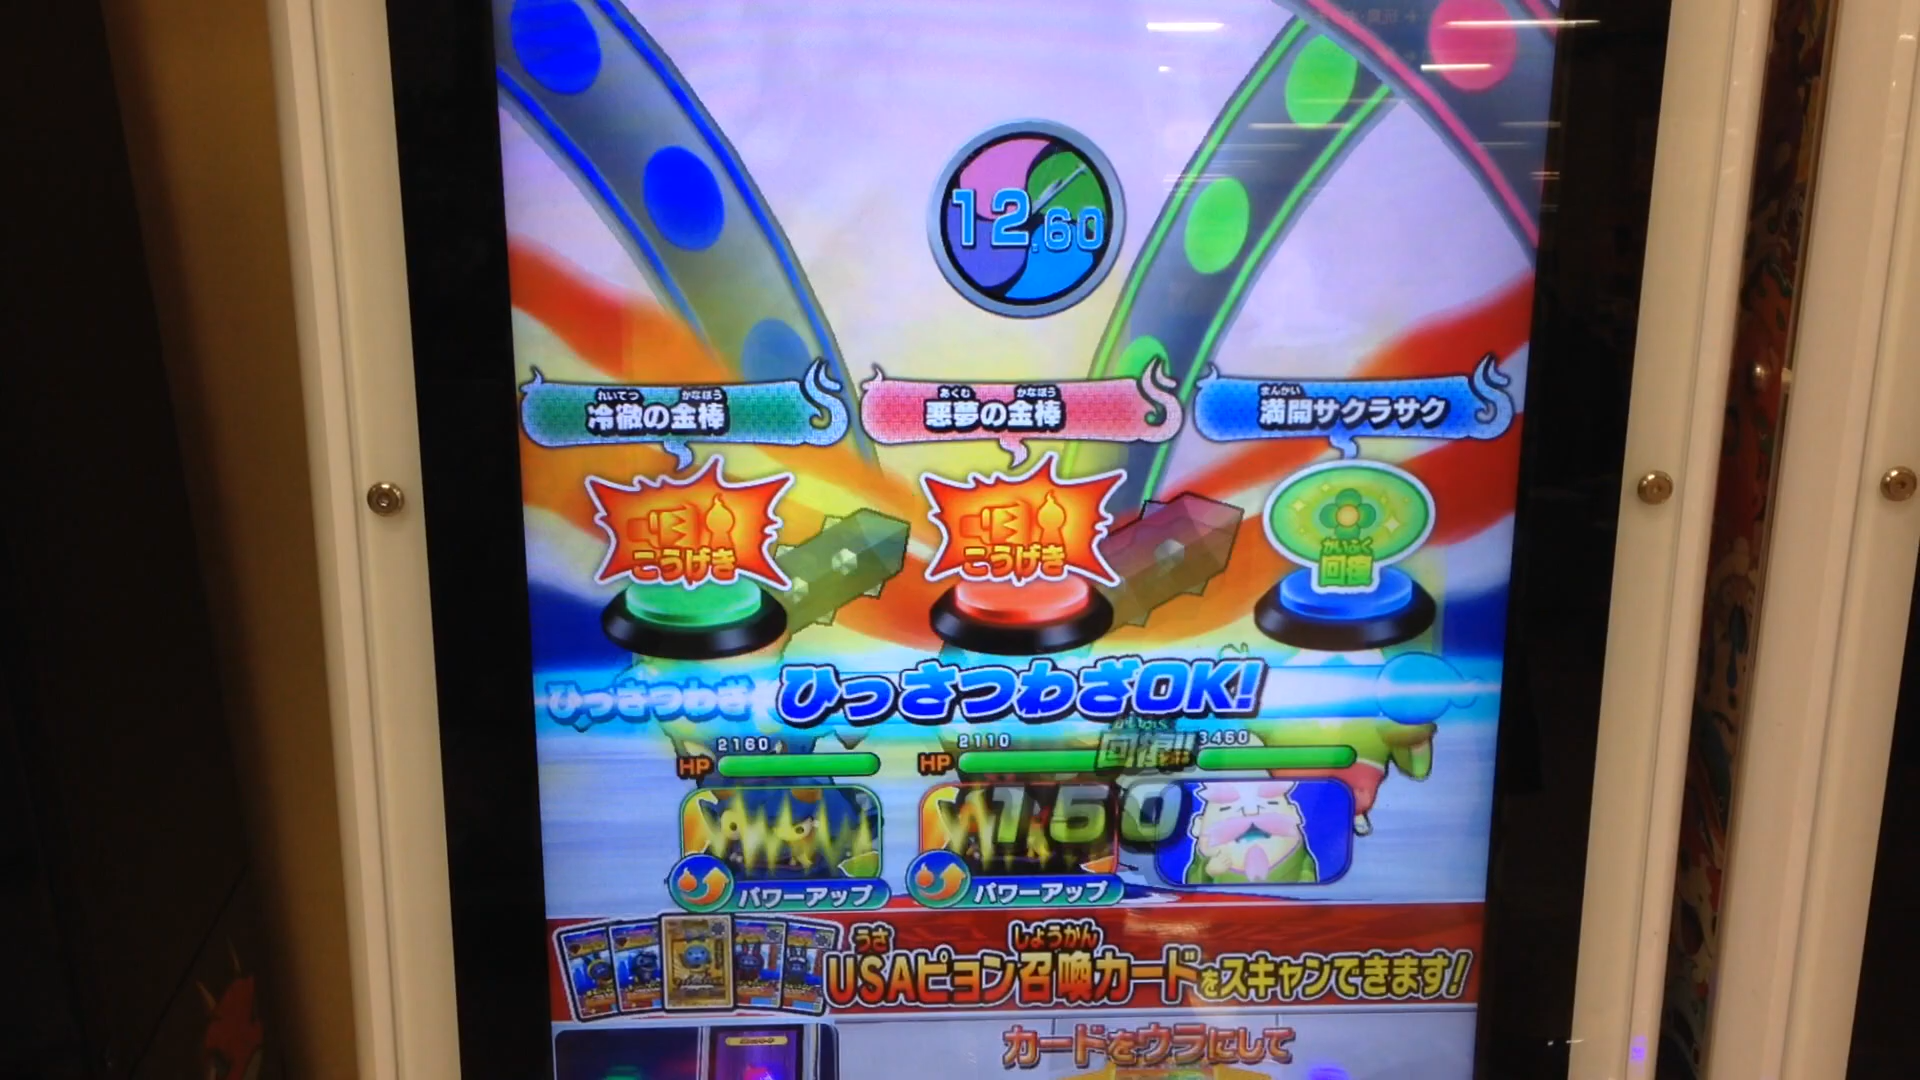 12.60
れいてつ かなぼう
冷徹の金棒
あくむ かなぼう
悪夢の金棒
まんかい
満開サクラサク
こうげき
こうげき
かいふく
回復
ひっさつわざ
ひっさつわざOK!
かいふく
回復!!
HP 2160
HP 2110
3460
150
パワーアップ
パワーアップ
うさ しょうかん
USAピョン召喚カードをスキャンできます!
カードをウラにして